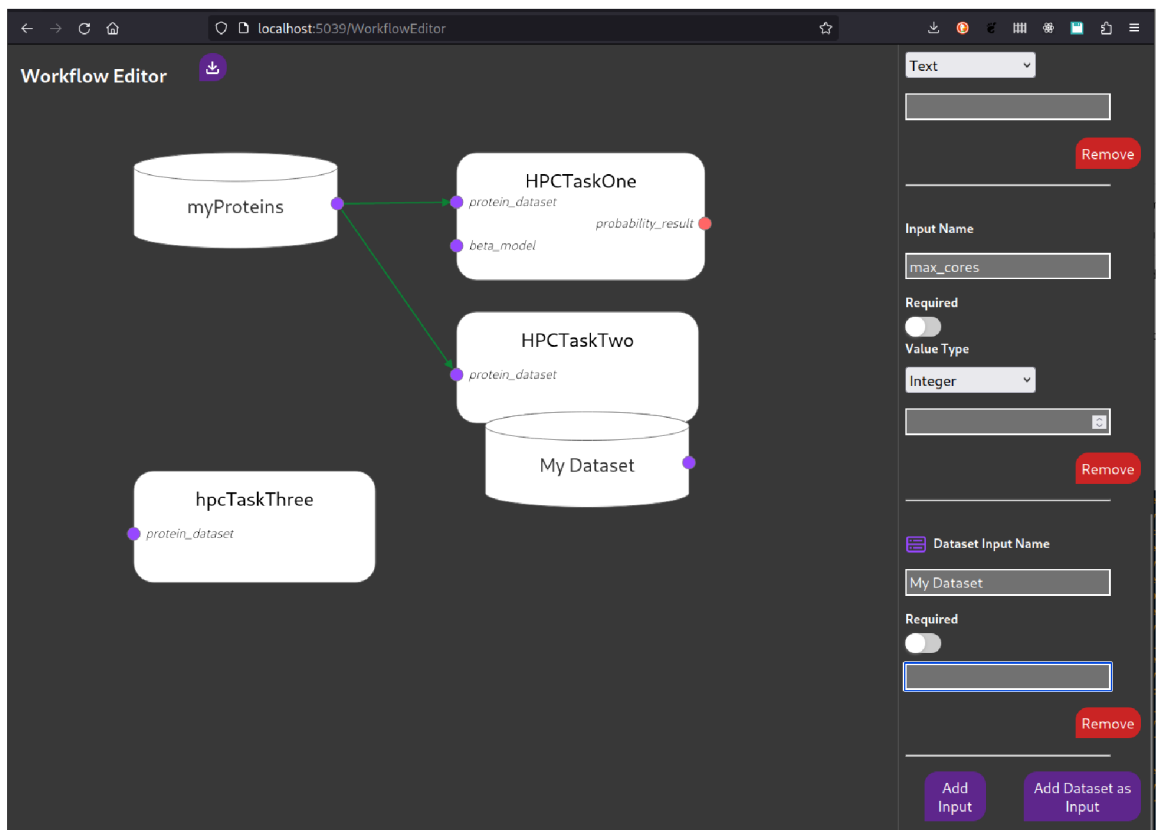 localhost:5039/WorkflowEditor
Workflow Editor
myProteins
HPCTaskOne
protein_dataset
probability_result
beta_model
HPCTaskTwo
protein_dataset
My Dataset
hpcTaskThree
protein_dataset
Text
Remove
Input Name
max_cores
Required
Value Type
Integer
Remove
Dataset Input Name
My Dataset
Required
Remove
Add
Input
Add Dataset as
Input